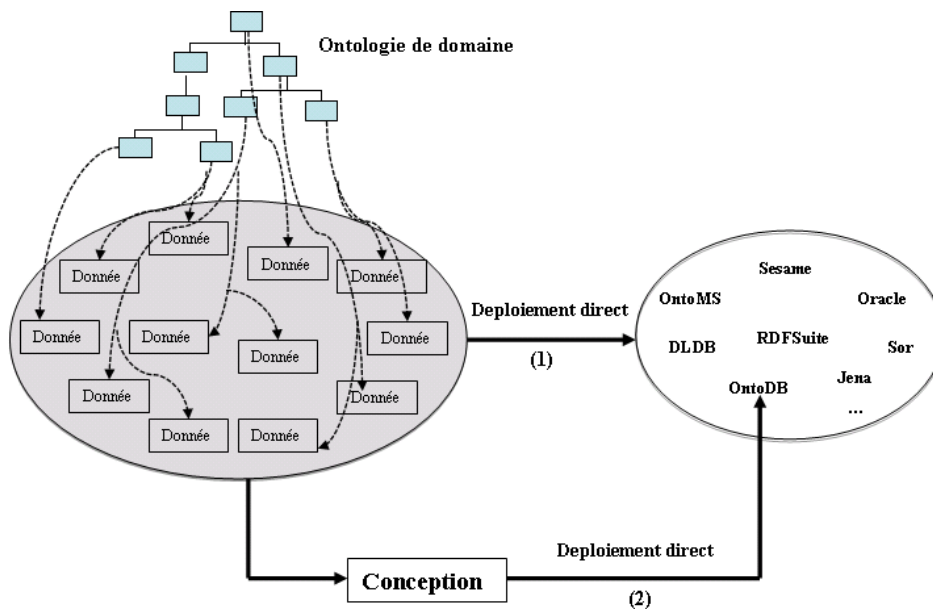 Ontologie de domaine
Donnée
Donnée
Donnée
Donnée
Donnée
Donnée
Donnée
Donnée
Donnée
Donnée
Donnée
Donnée
Deploiement direct
(1)
Sesame
OntoMS
Oracle
RDFSuite
DLDB
Sor
Jena
OntoDB
...
Conception
Deploiement direct
(2)